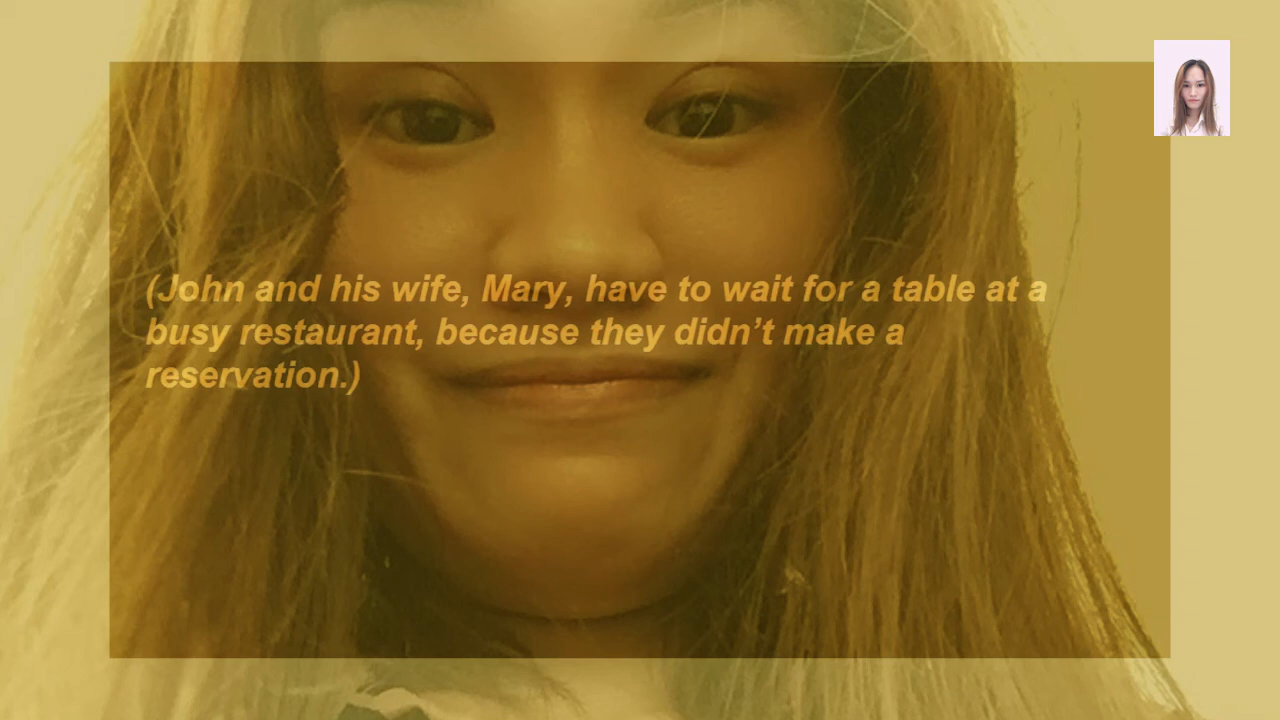 (John and his wife, Mary, have to wait for a table at a
busy restaurant, because they didn’t make a
reservation.)